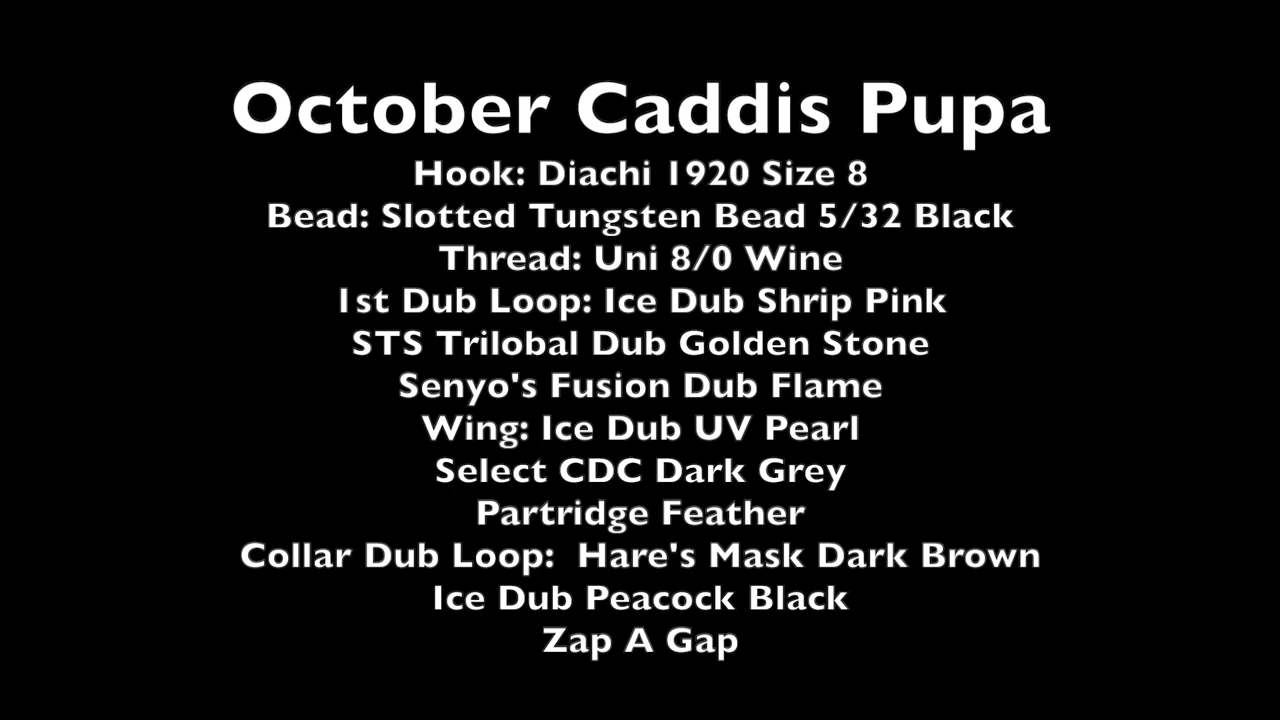 October Caddis Pupa
Hook: Diachi 1920 Size 8
Bead: Slotted Tungsten Bead 5/32 Black
Thread: Uni 8/0 Wine
1st Dub Loop: Ice Dub Shrip Pink
STS Trilobal Dub Golden Stone
Senyo's Fusion Dub Flame
Wing: Ice Dub UV Pearl
Select CDC Dark Grey
Partridge Feather
Collar Dub Loop:  Hare's Mask Dark Brown
Ice Dub Peacock Black
Zap A Gap